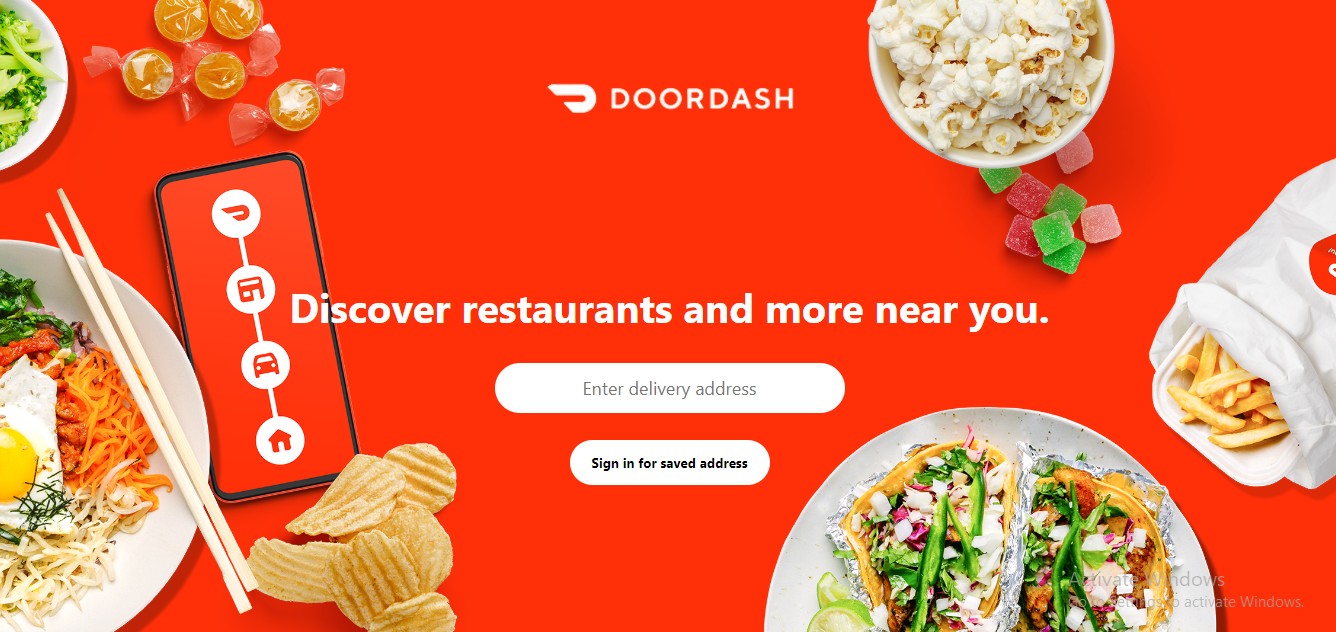 DOORDASH
Discover restaurants and more near you.
Enter delivery address
Sign in for saved address
Activate Windows
Go to Settings to activate Windows.